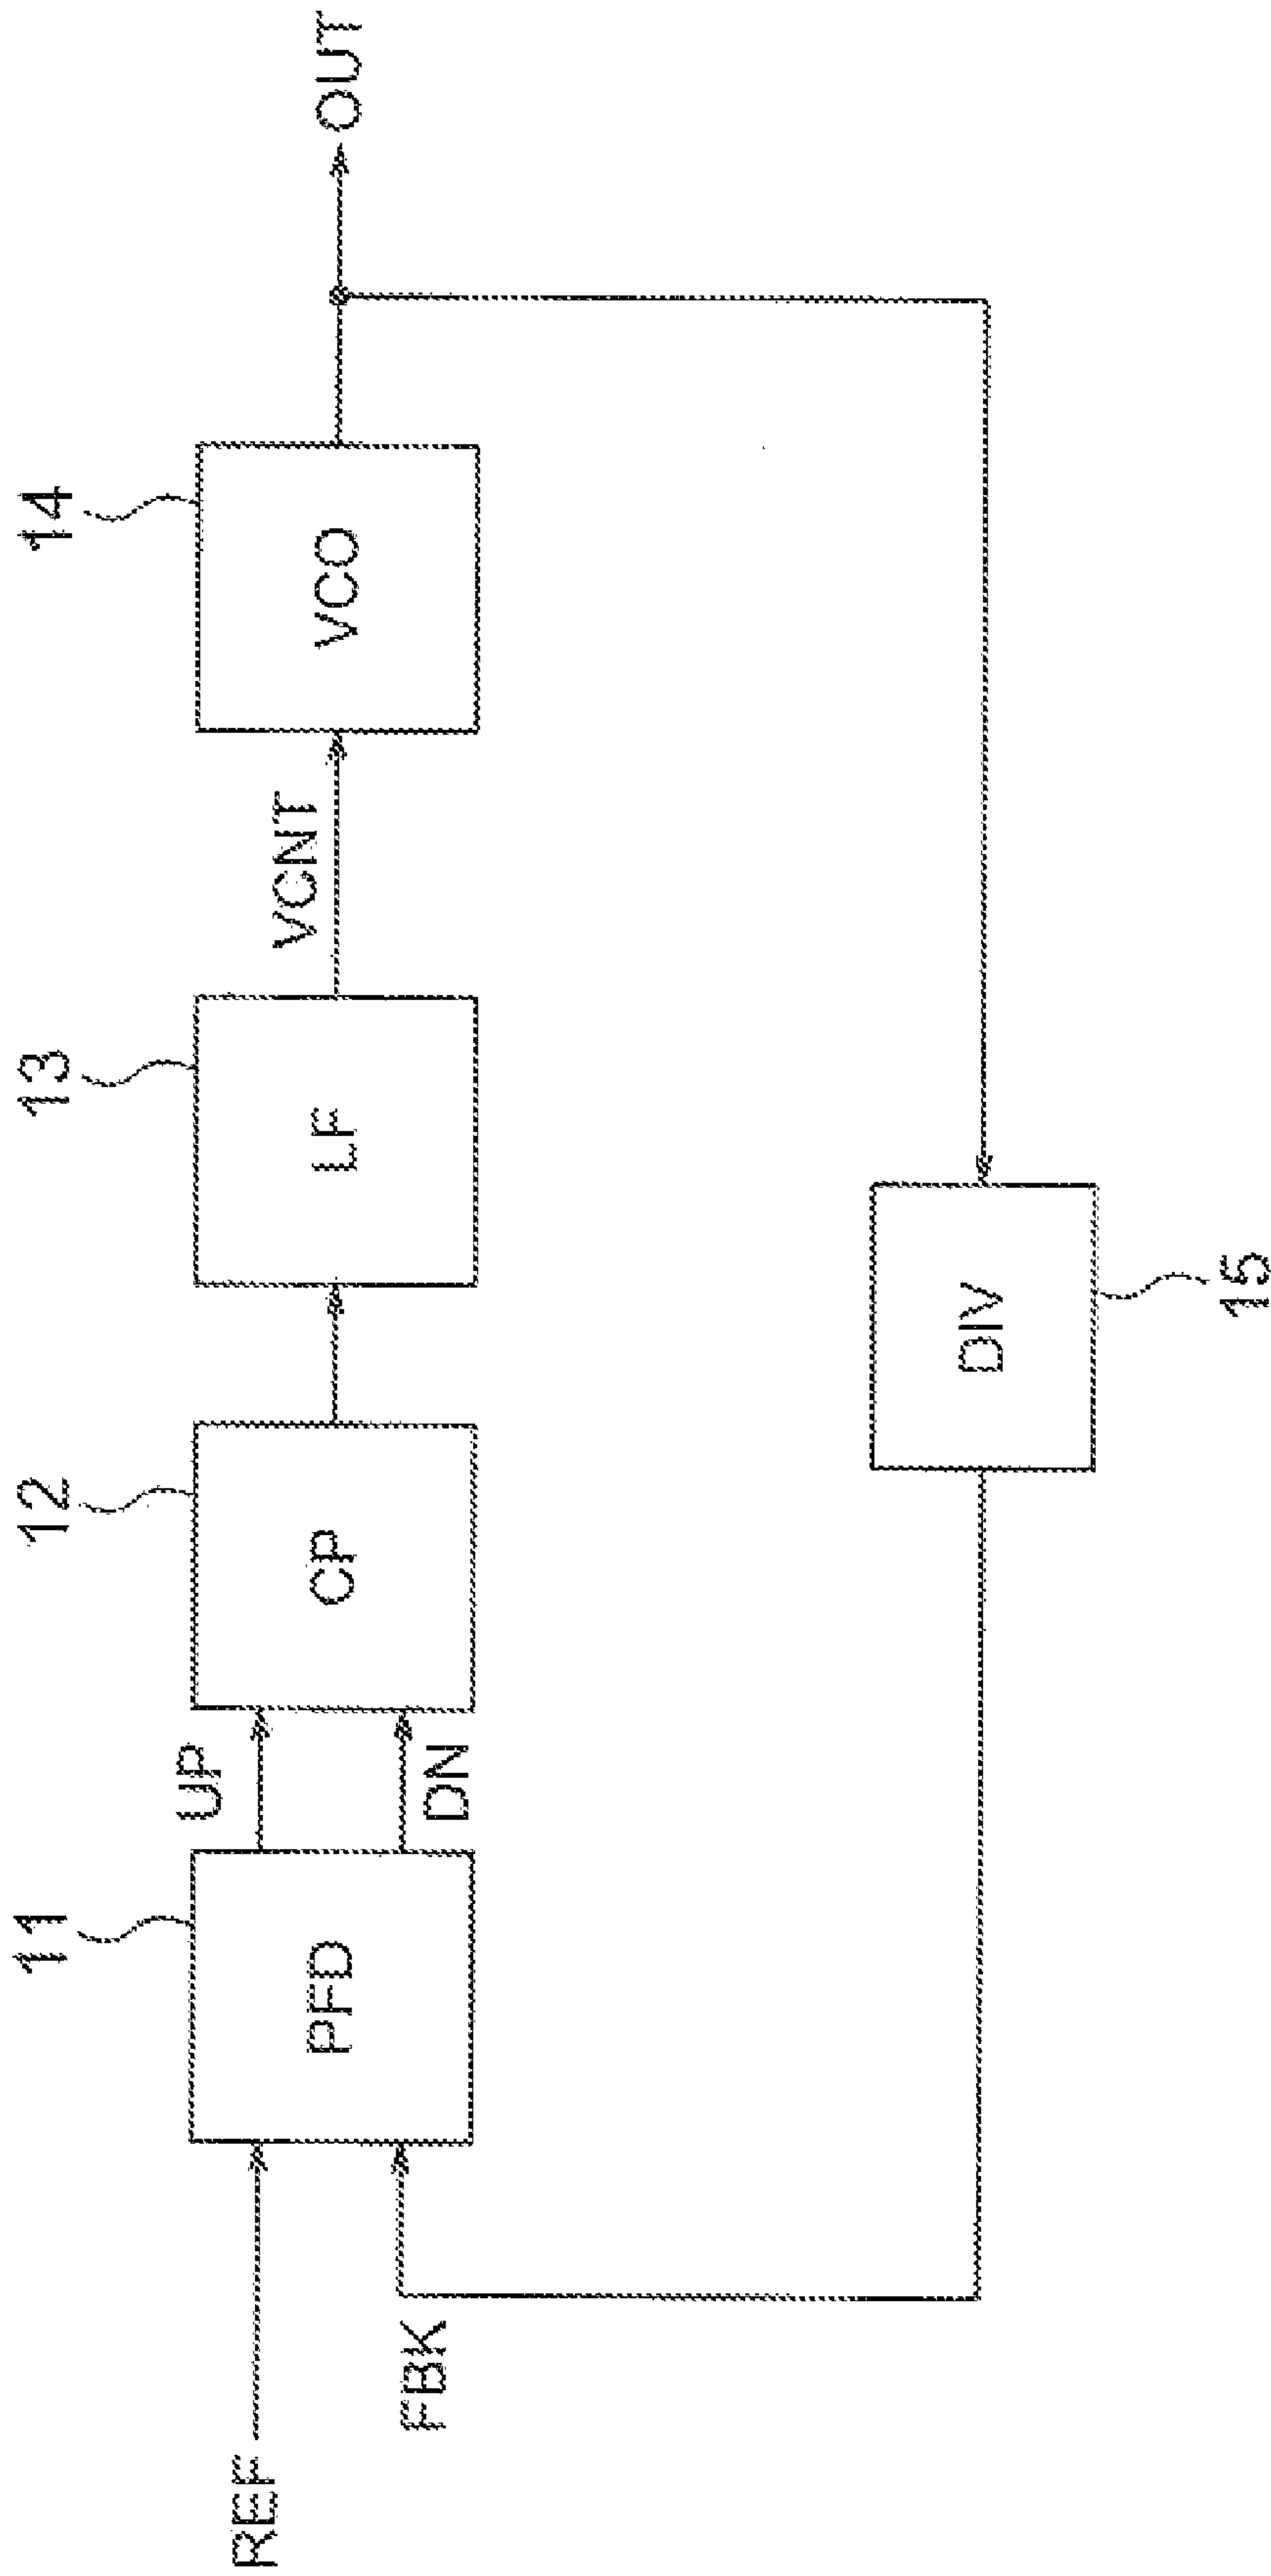 11
12
13
14
REF
FBK
PFD
UP
DN
CP
LF
VCNT
VCO
OUT
DIV
15